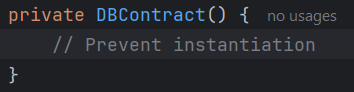 private DBContract() { no usages
// Prevent instantiation
}